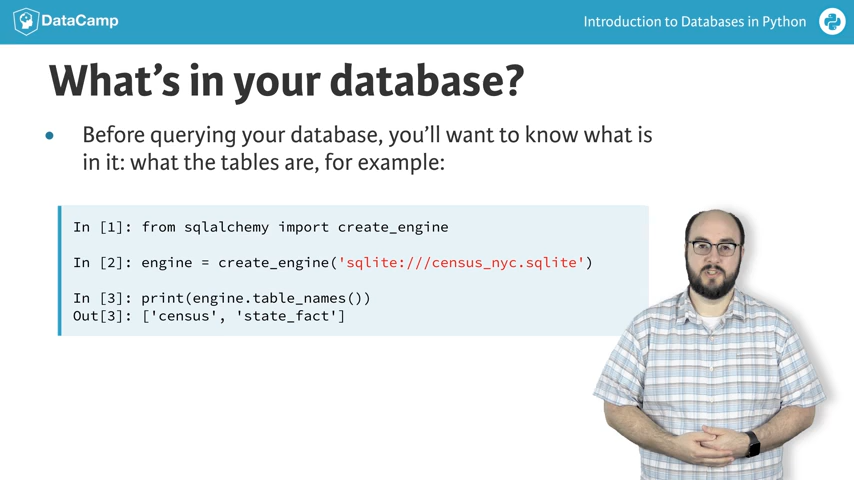 DataCamp
Introduction to Databases in Python
What's in your database?
• Before querying your database, you'll want to know what is
in it: what the tables are, for example:
In [1]: from sqlalchemy import create_engine
In [2]: engine = create_engine('sqlite:///census_nyc.sqlite')
In [3]: print(engine.table_names())
Out[3]: ['census', 'state_fact']